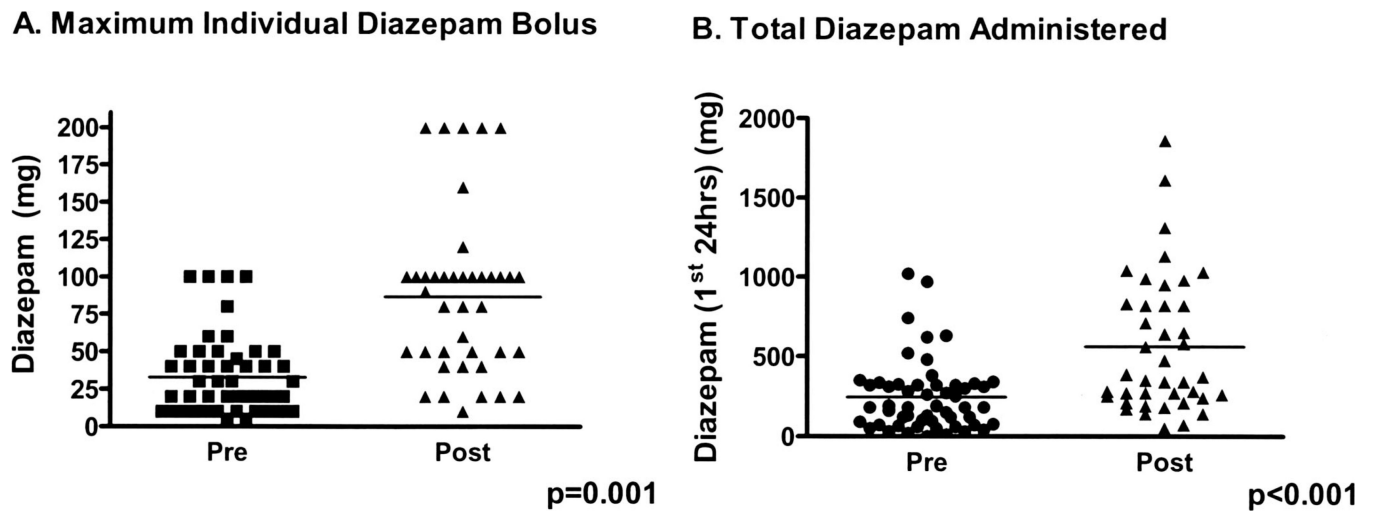 A. Maximum Individual Diazepam Bolus
Diazepam (mg)
200
175
150
125
100
75
50
25
0
Pre Post
p=0.001
B. Total Diazepam Administered
Diazepam (1st 24hrs) (mg)
2000
1500
1000
500
0
Pre Post
p<0.001